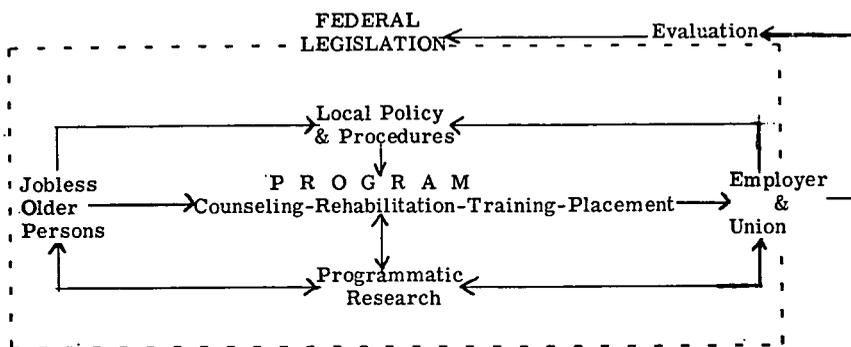 FEDERAL
LEGISLATION
Evaluation
Local Policy
& Procedures
Jobless
Older
Persons
P R O G R A M
Counseling-Rehabilitation-Training-Placement
Employer
&
Union
Programmatic
Research